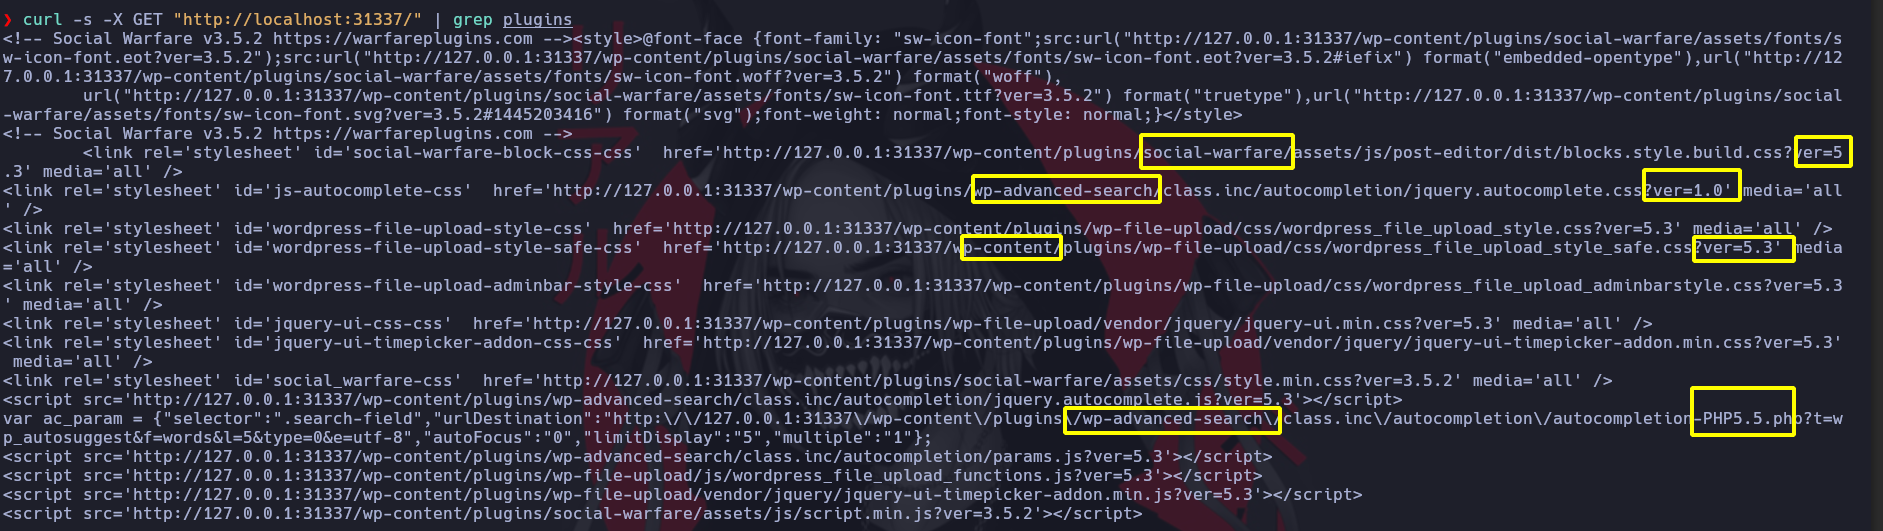 ❯ curl -s -X GET "http://localhost:31337/" | grep plugins
<!-- Social Warfare v3.5.2 https://warfareplugins.com --><style>@font-face {font-family: "sw-icon-font";src:url("http://127.0.0.1:31337/wp-content/plugins/social-warfare/assets/fonts/s
w-icon-font.eot?ver=3.5.2");src:url("http://127.0.0.1:31337/wp-content/plugins/social-warfare/assets/fonts/sw-icon-font.eot?ver=3.5.2#iefix") format("embedded-opentype"),url("http://12
7.0.0.1:31337/wp-content/plugins/social-warfare/assets/fonts/sw-icon-font.woff?ver=3.5.2") format("woff"),
        url("http://127.0.0.1:31337/wp-content/plugins/social-warfare/assets/fonts/sw-icon-font.ttf?ver=3.5.2") format("truetype"),url("http://127.0.0.1:31337/wp-content/plugins/social
-warfare/assets/fonts/sw-icon-font.svg?ver=3.5.2#1445203416") format("svg");font-weight: normal;font-style: normal;}</style>
<!-- Social Warfare v3.5.2 https://warfareplugins.com -->
        <link rel='stylesheet' id='social-warfare-block-css-css'  href='http://127.0.0.1:31337/wp-content/plugins/social-warfare/assets/js/post-editor/dist/blocks.style.build.css?ver=5
.3' media='all' />
<link rel='stylesheet' id='js-autocomplete-css'  href='http://127.0.0.1:31337/wp-content/plugins/wp-advanced-search/class.inc/autocompletion/jquery.autocomplete.css?ver=1.0' media='all
' />
<link rel='stylesheet' id='wordpress-file-upload-style-css'  href='http://127.0.0.1:31337/wp-content/plugins/wp-file-upload/css/wordpress_file_upload_style.css?ver=5.3' media='all' />
<link rel='stylesheet' id='wordpress-file-upload-style-safe-css'  href='http://127.0.0.1:31337/wp-content/plugins/wp-file-upload/css/wordpress_file_upload_style_safe.css?ver=5.3' media
='all' />
<link rel='stylesheet' id='wordpress-file-upload-adminbar-style-css'  href='http://127.0.0.1:31337/wp-content/plugins/wp-file-upload/css/wordpress_file_upload_adminbarstyle.css?ver=5.3
' media='all' />
<link rel='stylesheet' id='jquery-ui-css-css'  href='http://127.0.0.1:31337/wp-content/plugins/wp-file-upload/vendor/jquery/jquery-ui.min.css?ver=5.3' media='all' />
<link rel='stylesheet' id='jquery-ui-timepicker-addon-css-css'  href='http://127.0.0.1:31337/wp-content/plugins/wp-file-upload/vendor/jquery/jquery-ui-timepicker-addon.min.css?ver=5.3'
 media='all' />
<link rel='stylesheet' id='social_warfare-css'  href='http://127.0.0.1:31337/wp-content/plugins/social-warfare/assets/css/style.min.css?ver=3.5.2' media='all' />
<script src='http://127.0.0.1:31337/wp-content/plugins/wp-advanced-search/class.inc/autocompletion/jquery.autocomplete.js?ver=5.3'></script>
var ac_param = {"selector":".search-field","urlDestination":"http:\/\/127.0.0.1:31337\/wp-content\/plugins\/wp-advanced-search\/class.inc\/autocompletion\/autocompletion-PHP5.5.php?t=w
p_autosuggest&f=words&l=5&type=0&e=utf-8","autoFocus":"0","limitDisplay":"5","multiple":"1"};
<script src='http://127.0.0.1:31337/wp-content/plugins/wp-advanced-search/class.inc/autocompletion/params.js?ver=5.3'></script>
<script src='http://127.0.0.1:31337/wp-content/plugins/wp-file-upload/js/wordpress_file_upload_functions.js?ver=5.3'></script>
<script src='http://127.0.0.1:31337/wp-content/plugins/wp-file-upload/vendor/jquery/jquery-ui-timepicker-addon.min.js?ver=5.3'></script>
<script src='http://127.0.0.1:31337/wp-content/plugins/social-warfare/assets/js/script.min.js?ver=3.5.2'></script>